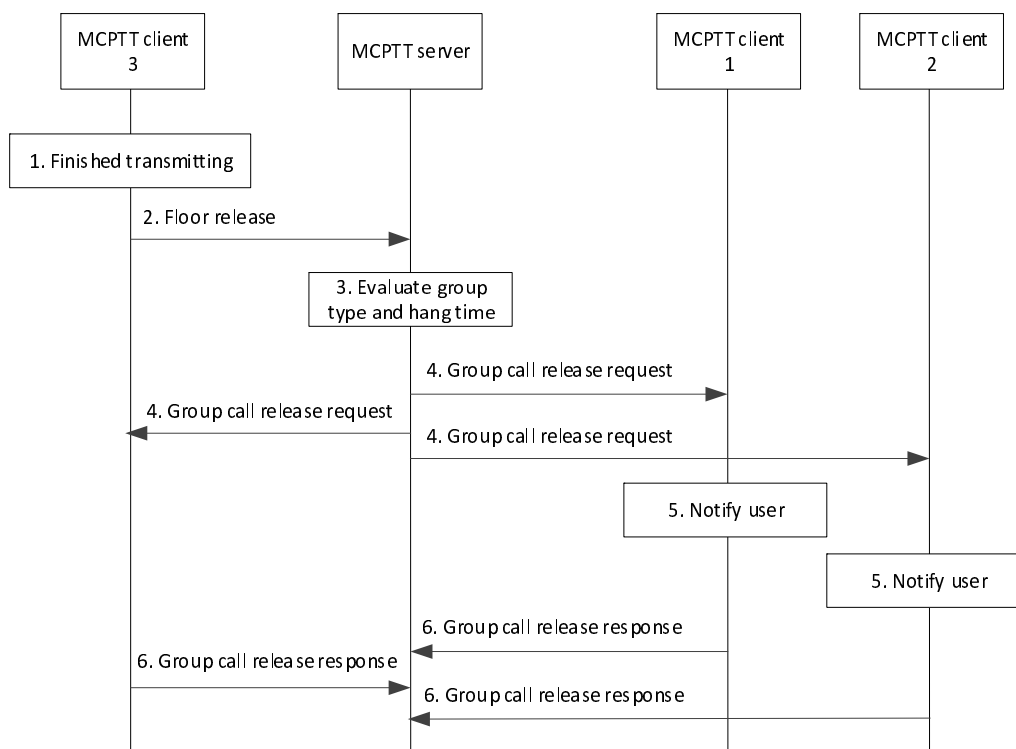 MCPTT client
3
MCPTT server
MCPTT client
1
MCPTT client
2
1. Finished transmitting
2. Floor release
3. Evaluate group
type and hang time
4. Group call release request
4. Group call release request
4. Group call release request
5. Notify user
5. Notify user
6. Group call release response
6. Group call release response
6. Group call release response